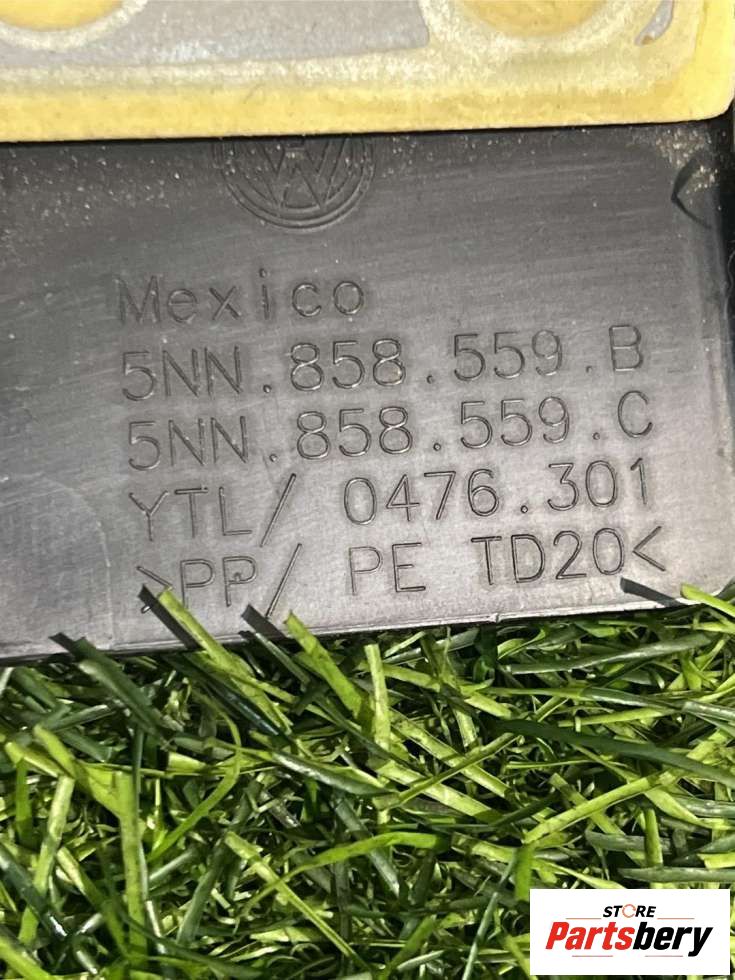 Mexico
5NN.858.559.B
5NN.858.559.C
YTL/ 0476.301
>PP/ PE TD20<
STORE
Partsbery